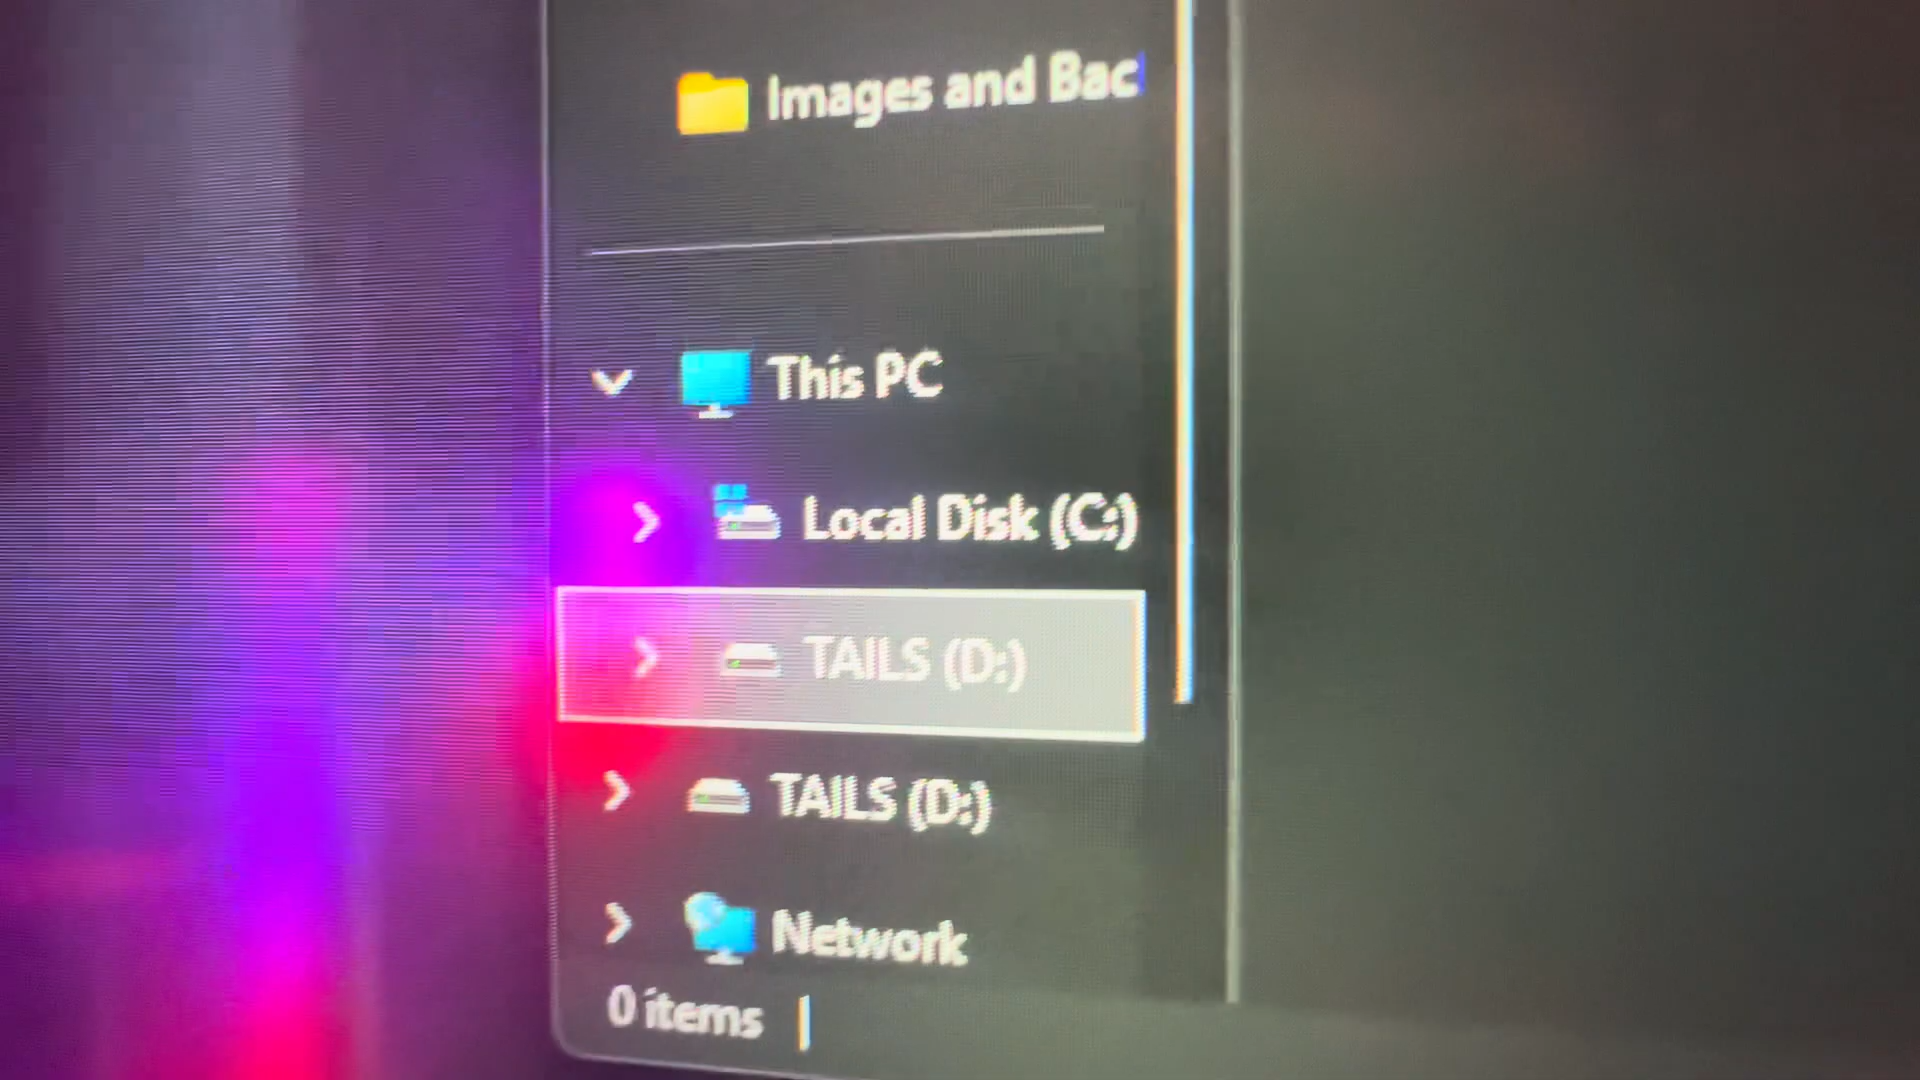 Images and Bac
This PC
Local Disk (C:)
TAILS (D:)
TAILS (D:)
Network
0 items